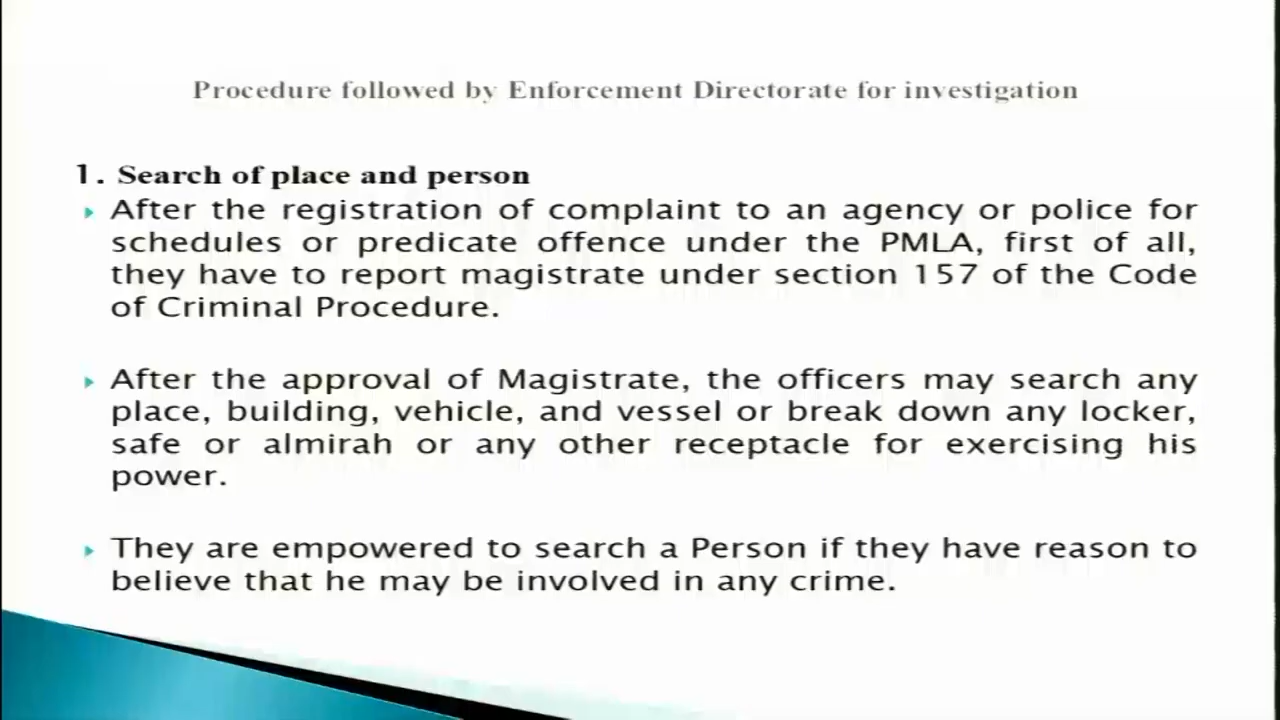 Procedure followed by Enforcement Directorate for investigation
1. Search of place and person
After the registration of complaint to an agency or police for
schedules or predicate offence under the PMLA, first of all,
they have to report magistrate under section 157 of the Code
of Criminal Procedure.
After the approval of Magistrate, the officers may search any
place, building, vehicle, and vessel or break down any locker,
safe or almirah or any other receptacle for exercising his
power.
They are empowered to search a Person if they have reason to
believe that he may be involved in any crime.